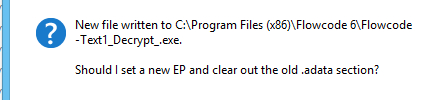 New file written to C:\Program Files (x86)\Flowcode 6\Flowcode
-Text1_Decrypt_.exe.
Should I set a new EP and clear out the old .adata section?